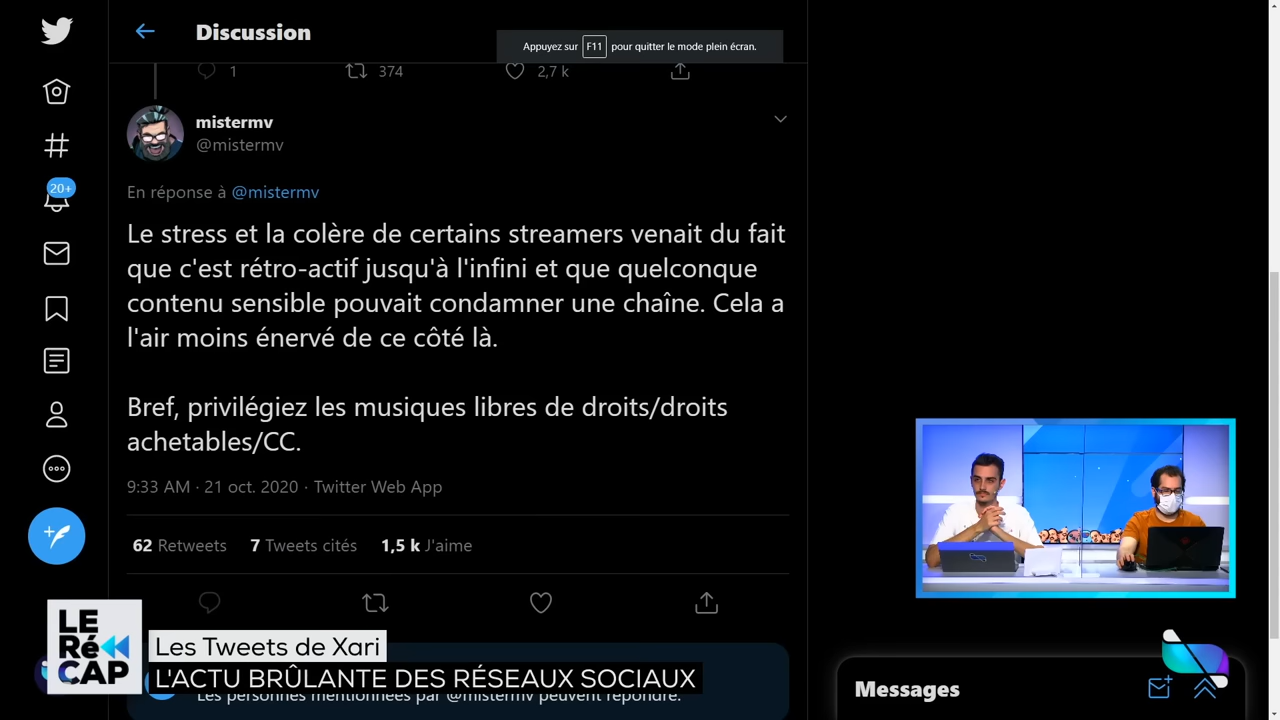 Discussion
Appuyez sur F11 pour quitter le mode plein écran.
1 374 2,7 k
mistermv
@mistermv
En réponse à @mistermv
20+
Le stress et la colère de certains streamers venait du fait
que c'est rétro-actif jusqu'à l'infini et que quelconque
contenu sensible pouvait condamner une chaîne. Cela a
l'air moins énervé de ce côté là.
Bref, privilégiez les musiques libres de droits/droits
achetables/CC.
9:33 AM · 21 oct. 2020 · Twitter Web App
62 Retweets 7 Tweets cités 1,5 k J'aime
LE
Ré
CAP
Les Tweets de Xari
L'ACTU BRÛLANTE DES RÉSEAUX SOCIAUX
Les personnes mentionnées par @mistermv peuvent répondre.
Messages